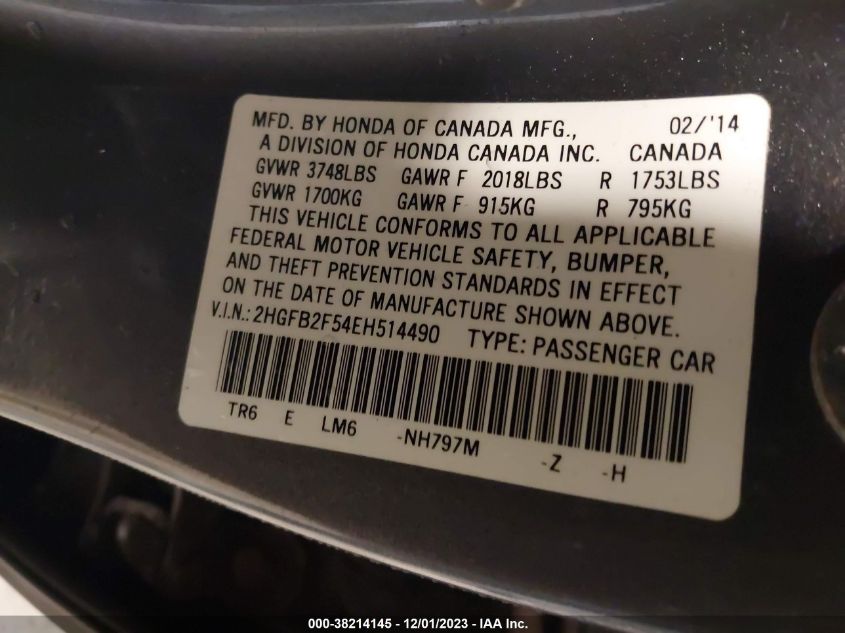 MFD. BY HONDA OF CANADA MFG., 02/'14
A DIVISION OF HONDA CANADA INC. CANADA
GVWR 3748LBS GAWR F 2018LBS R 1753LBS
GVWR 1700KG GAWR F 915KG R 795KG
THIS VEHICLE CONFORMS TO ALL APPLICABLE
FEDERAL MOTOR VEHICLE SAFETY, BUMPER,
AND THEFT PREVENTION STANDARDS IN EFFECT
ON THE DATE OF MANUFACTURE SHOWN ABOVE.
V.I.N.: 2HGFB2F54EH514490 TYPE: PASSENGER CAR
TR6 E LM6 -NH797M -Z -H
000-38214145 - 12/01/2023 - IAA Inc.